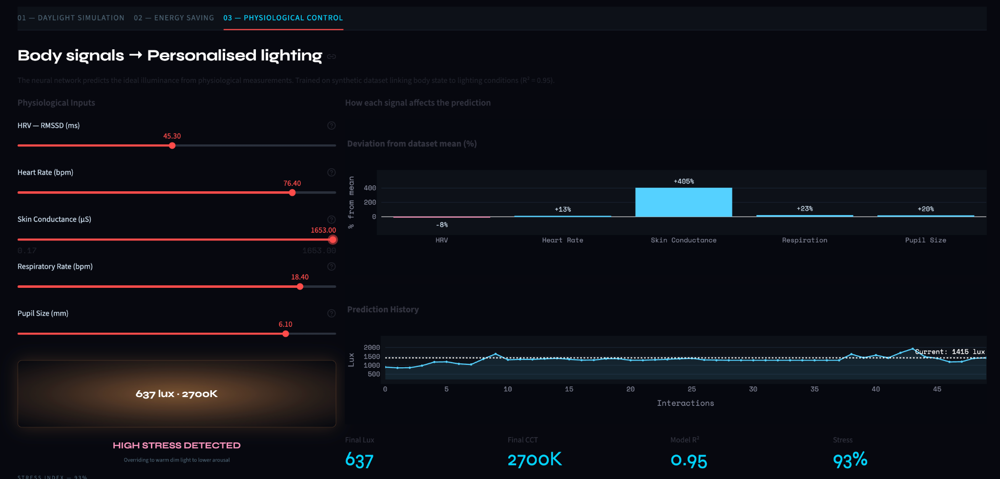 01 — DAYLIGHT SIMULATION 02 — ENERGY SAVING 03 — PHYSIOLOGICAL CONTROL
Body signals → Personalised lighting
The neural network predicts the ideal illuminance from physiological measurements. Trained on synthetic dataset linking body state to lighting conditions (R² = 0.95).
Physiological Inputs
HRV — RMSSD (ms)
45.30
Heart Rate (bpm)
76.40
Skin Conductance (µS)
1653.00
0.17 1653.00
Respiratory Rate (bpm)
18.40
Pupil Size (mm)
6.10
637 lux · 2700K
HIGH STRESS DETECTED
Overriding to warm dim light to lower arousal
STRESS INDEX — 93%
How each signal affects the prediction
Deviation from dataset mean (%)
% from mean
400
200
0
-8%
+13%
+405%
+23%
+20%
HRV Heart Rate Skin Conductance Respiration Pupil Size
Prediction History
Lux
2000
1500
1000
500
Current: 1415 lux
0 5 10 15 20 25 30 35 40 45
Interactions
Final Lux Final CCT Model R² Stress
637 2700K 0.95 93%